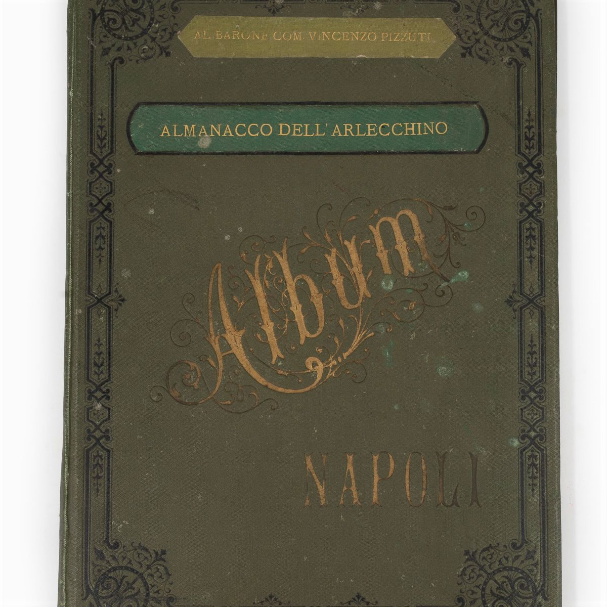 AL BARONE COM. VINCENZO PIZZUTI
ALMANACCO DELL'ARLECCHINO
Album
NAPOLI